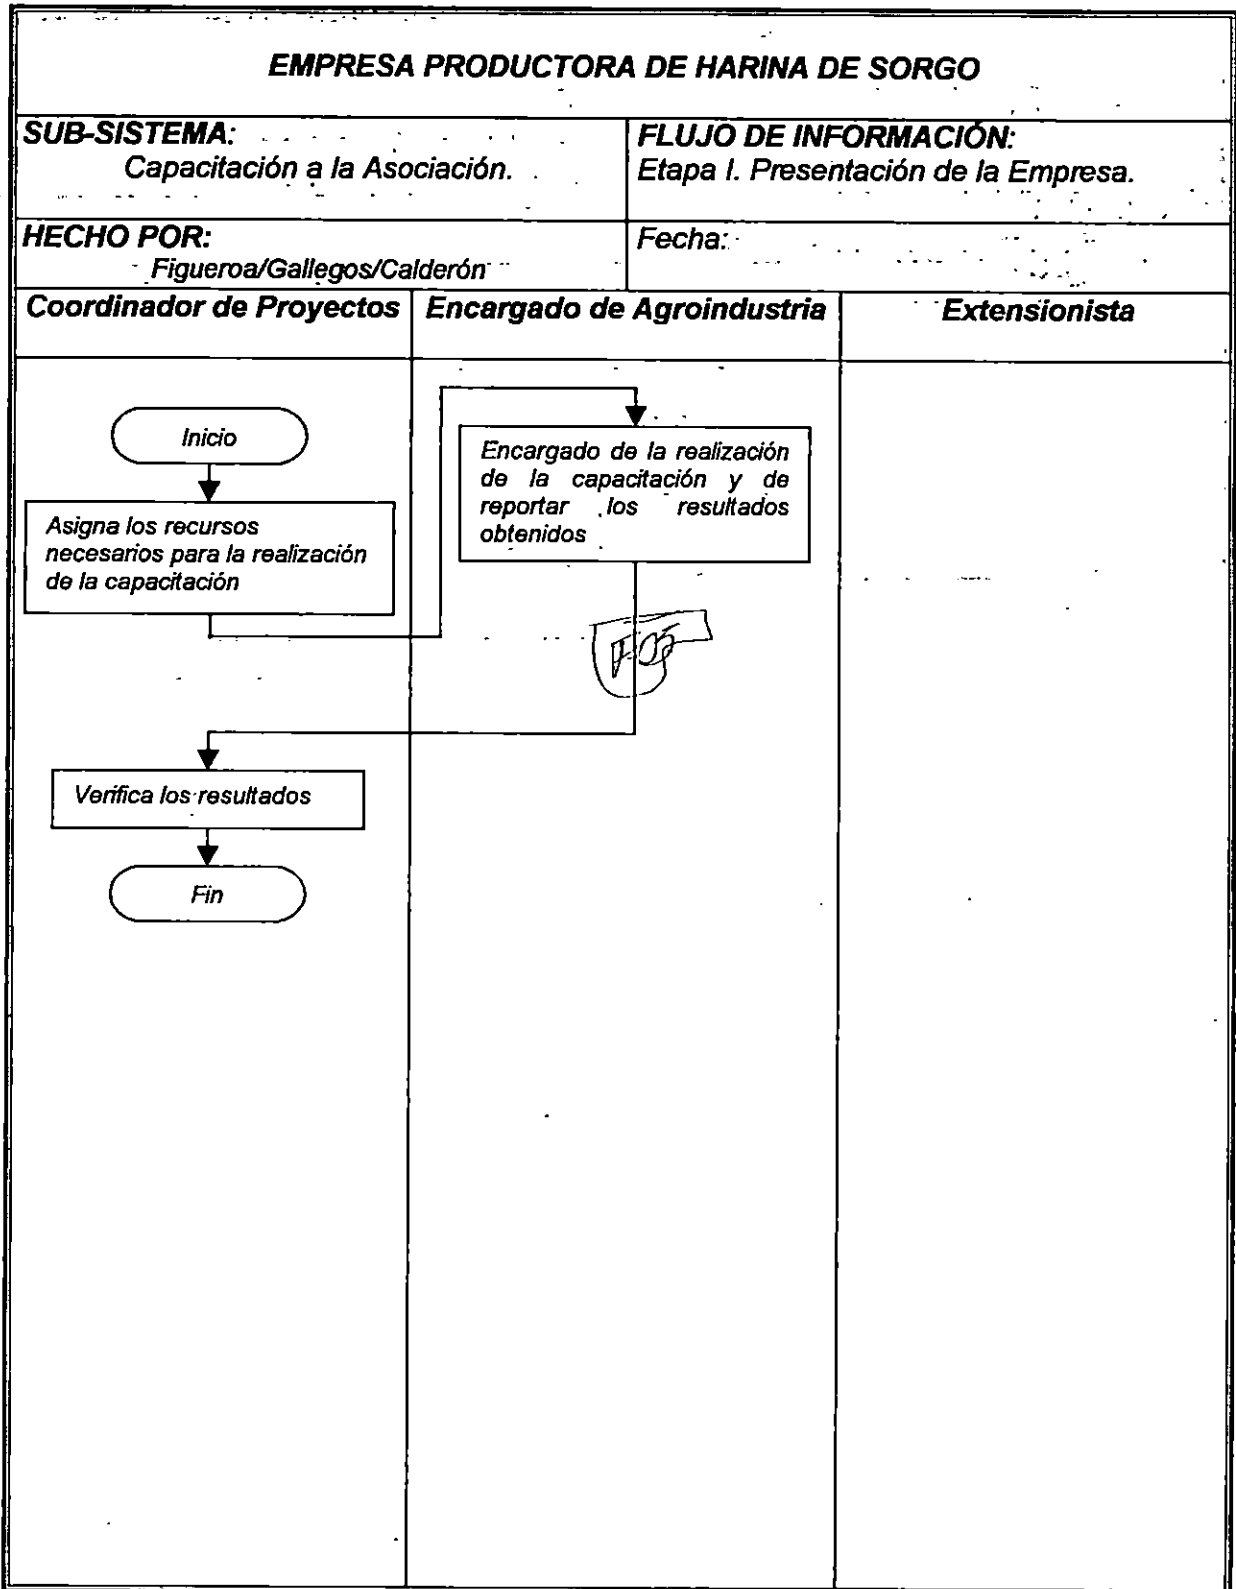 EMPRESA PRODUCTORA DE HARINA DE SORGO
SUB-SISTEMA:
Capacitación a la Asociación.
FLUJO DE INFORMACIÓN:
Etapa I. Presentación de la Empresa.
HECHO POR:
Figueroa/Gallegos/Calderón
Fecha:
Coordinador de Proyectos
Encargado de Agroindustria
Extensionista
Inicio
Asigna los recursos
necesarios para la realización
de la capacitación
Encargado de la realización
de la capacitación y de
reportar los resultados
obtenidos
Verifica los resultados
Fin